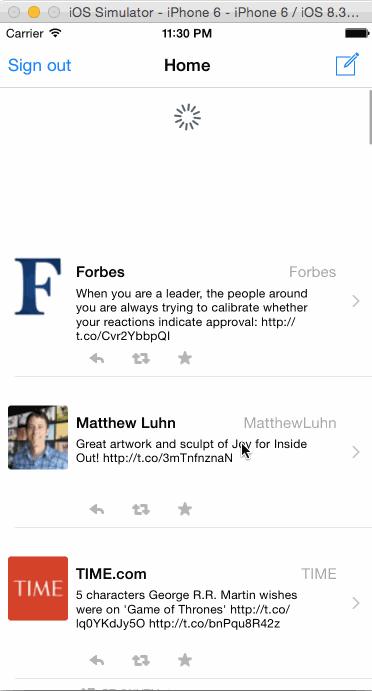 iOS Simulator - iPhone 6 - iPhone 6 / iOS 8.3...
Carrier 11:30 PM
Sign out Home
F
Forbes Forbes
When you are a leader, the people around
you are always trying to calibrate whether
your reactions indicate approval: http://
t.co/Cvr2YbbpQI
Matthew Luhn MatthewLuhn
Great artwork and sculpt of Joy for Inside
Out! http://t.co/3mTnfnznaN
TIME
TIME.com TIME
5 characters George R.R. Martin wishes
were on 'Game of Thrones' http://t.co/
lq0YKdJy5O http://t.co/bnPqu8R42z